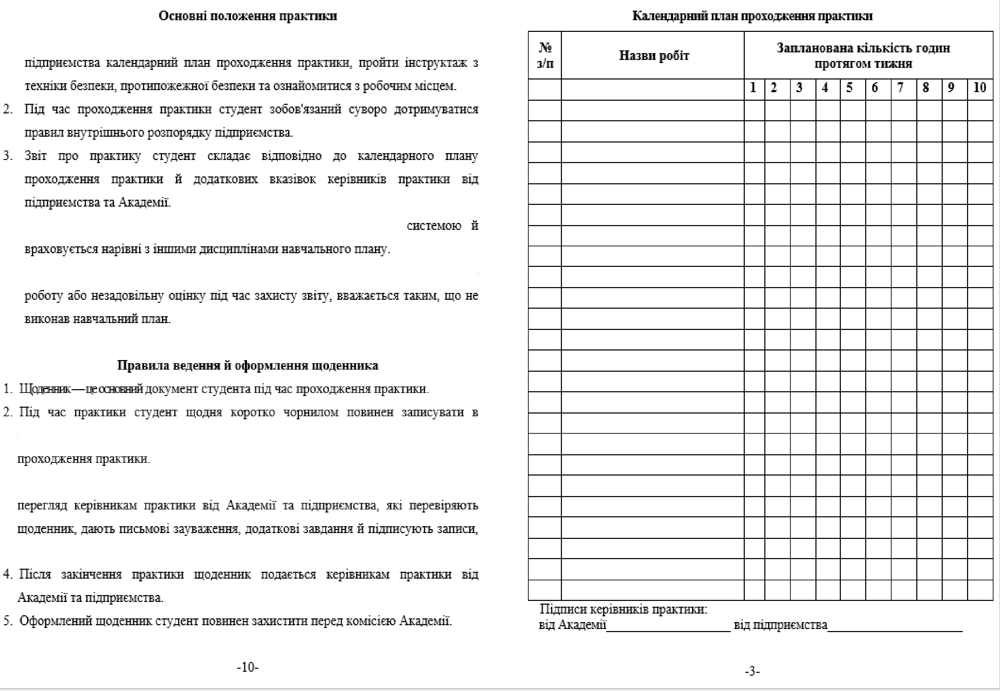 Основні положення практики
підприємства календарний план проходження практики, пройти інструктаж з
техніки безпеки, протипожежної безпеки та ознайомитися з робочим місцем.
2. Під час проходження практики студент зобов'язаний суворо дотримуватися
правил внутрішнього розпорядку підприємства.
3. Звіт про практику студент складає відповідно до календарного плану
проходження практики й додаткових вказівок керівників практики від
підприємства та Академії.
системою й
враховується нарівні з іншими дисциплінами навчального плану.
роботу або незадовільну оцінку під час захисту звіту, вважається таким, що не
виконав навчальний план.
Правила ведення й оформлення щоденника
1. Щоденник—це основний документ студента під час проходження практики.
2. Під час практики студент щодня коротко чорнилом повинен записувати в
проходження практики.
перегляд керівникам практики від Академії та підприємства, які перевіряють
щоденник, дають письмові зауваження, додаткові завдання й підписують записи,
4. Після закінчення практики щоденник подається керівникам практики від
Академії та підприємства.
5. Оформлений щоденник студент повинен захистити перед комісією Академії.
-10-
Календарний план проходження практики
№
з/п
Назви робіт
Запланована кількість годин
протягом тижня
1 2 3 4 5 6 7 8 9 10
Підписи керівників практики:
від Академії___________________ від підприємства____________________
-3-